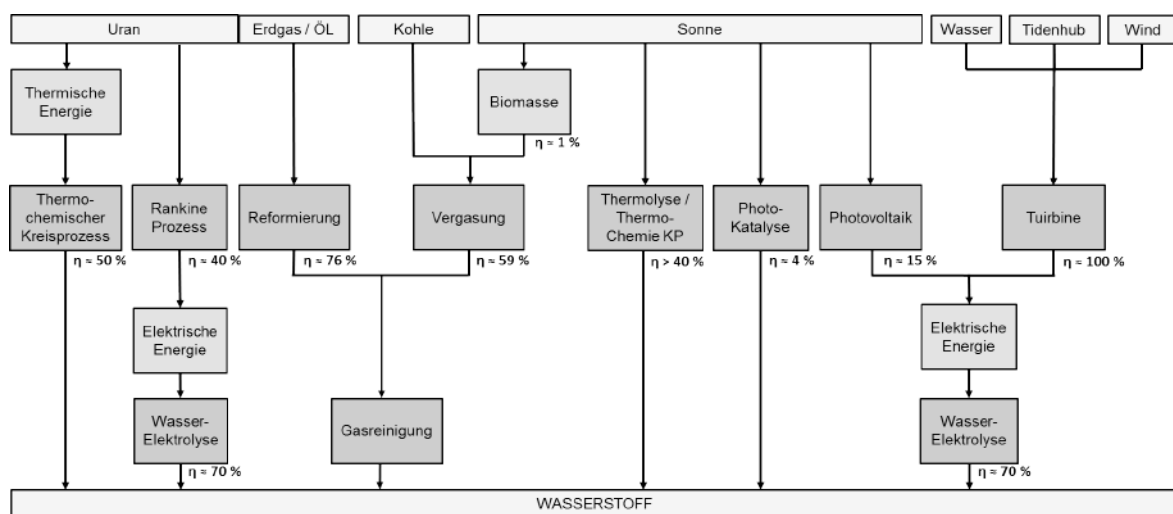 Uran
Erdgas / ÖL
Kohle
Sonne
Wasser
Tidenhub
Wind
Thermische
Energie
Biomasse
η ≈ 1 %
Thermo-
chemischer
Kreisprozess
Rankine
Prozess
Reformierung
Vergasung
Thermolyse /
Thermo-
Chemie KP
Photo-
Katalyse
Photovoltaik
Tuirbine
η ≈ 50 %
η ≈ 40 %
η ≈ 76 %
η ≈ 59 %
η > 40 %
η ≈ 4 %
η ≈ 15 %
η ≈ 100 %
Elektrische
Energie
Elektrische
Energie
Wasser-
Elektrolyse
Gasreinigung
Wasser-
Elektrolyse
η ≈ 70 %
η ≈ 70 %
WASSERSTOFF